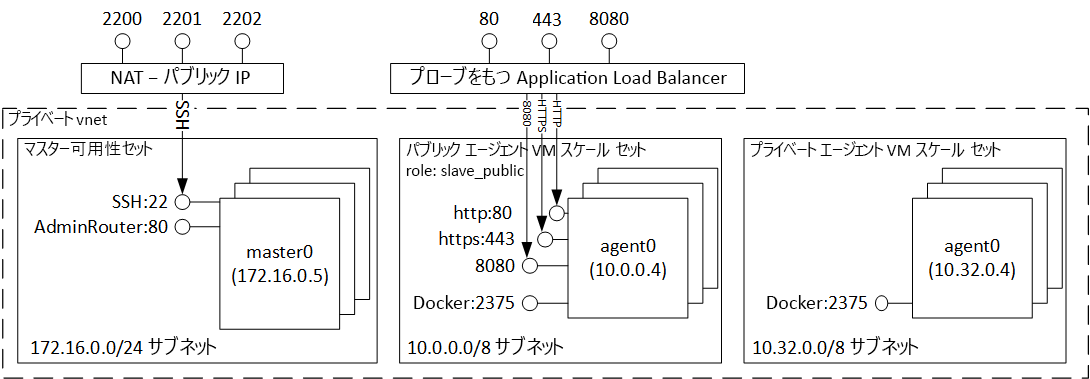 2200
2201
2202
80
443
8080
NAT – パブリック IP
プローブをもつ Application Load Balancer
SSH
8080
HTTPS
HTTP
プライベート vnet
マスター可用性セット
SSH:22
AdminRouter:80
master0
(172.16.0.5)
172.16.0.0/24 サブネット
パブリック エージェント VM スケール セット
role: slave_public
http:80
https:443
8080
Docker:2375
agent0
(10.0.0.4)
10.0.0.0/8 サブネット
プライベート エージェント VM スケール セット
Docker:2375
agent0
(10.32.0.4)
10.32.0.0/8 サブネット